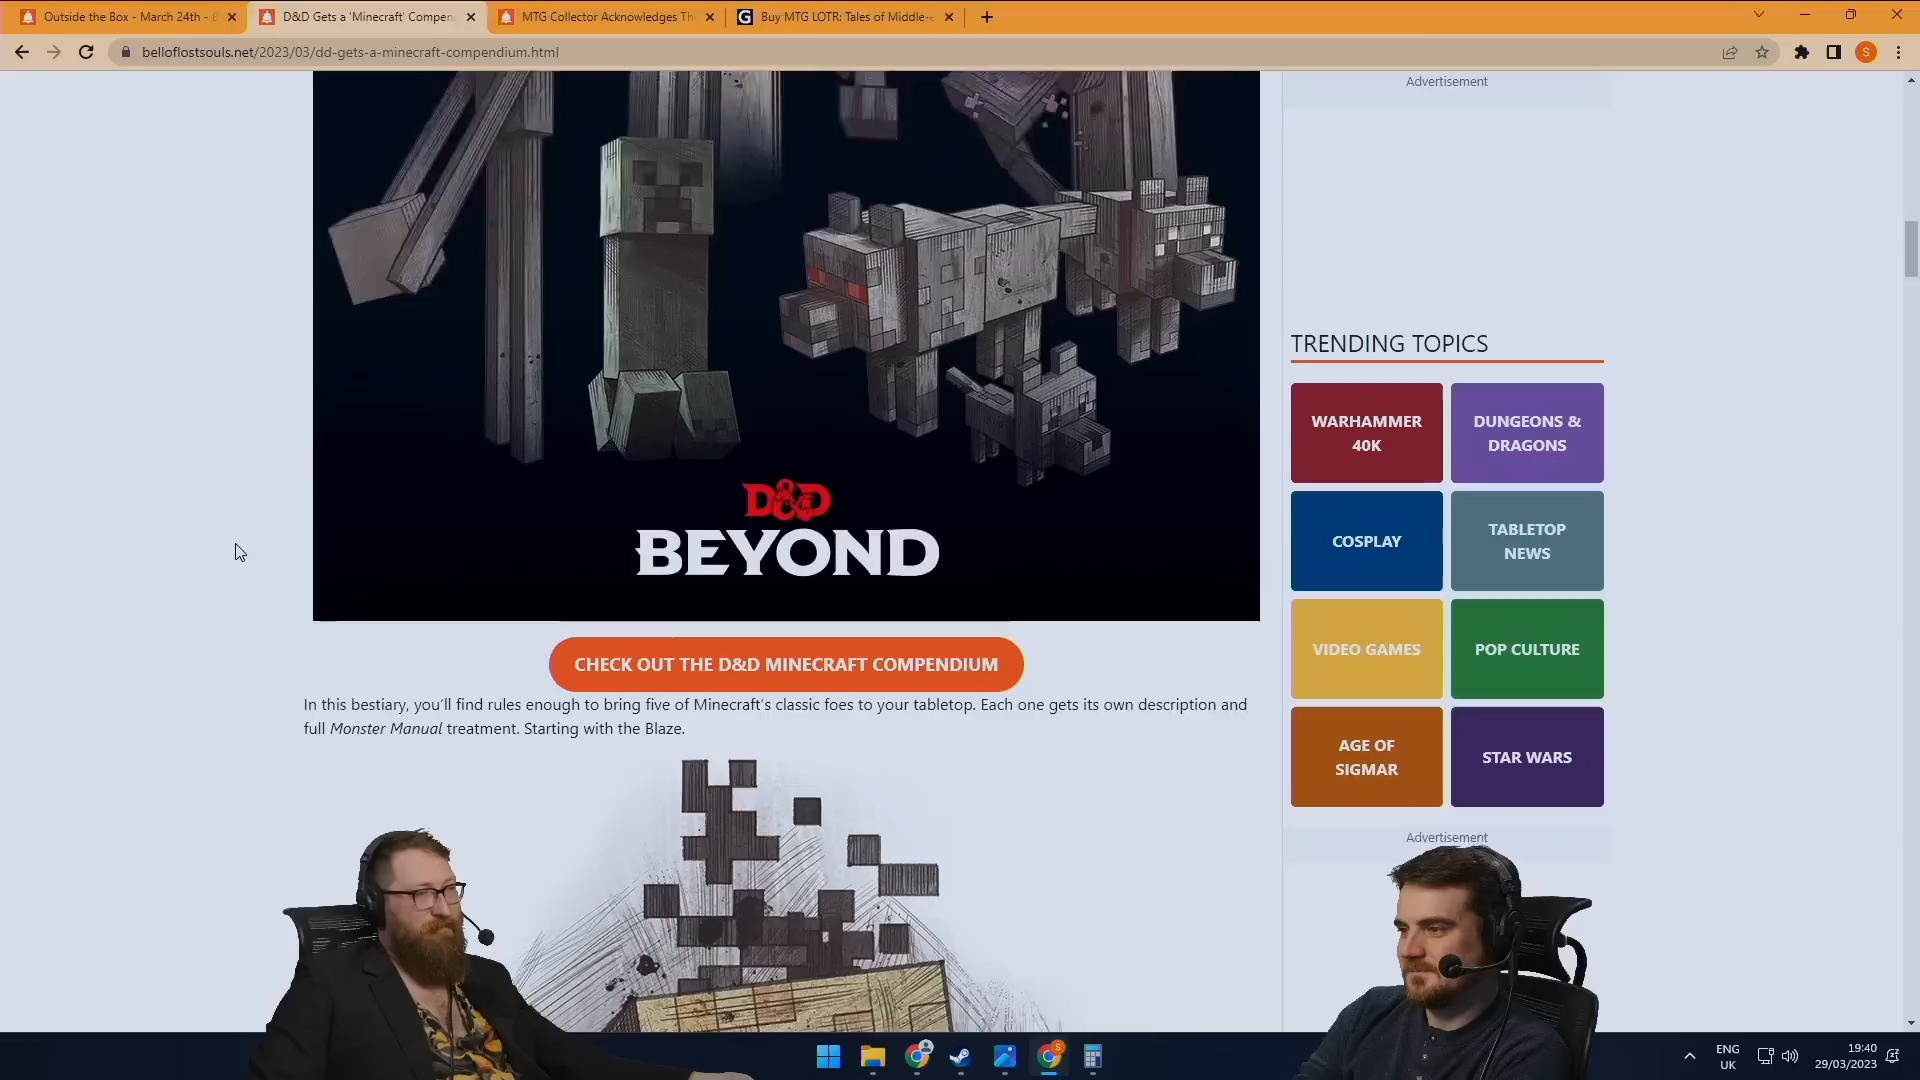 Outside the Box - March 24th -
D&D Gets a 'Minecraft' Compen
MTG Collector Acknowledges Th
G
Buy MTG LOTR: Tales of Middle-e
belloflostsouls.net/2023/03/dd-gets-a-minecraft-compendium.html
S
Advertisement
D&D
BEYOND
CHECK OUT THE D&D MINECRAFT COMPENDIUM
In this bestiary, you'll find rules enough to bring five of Minecraft's classic foes to your tabletop. Each one gets its own description and
full Monster Manual treatment. Starting with the Blaze.
TRENDING TOPICS
WARHAMMER
40K
DUNGEONS &
DRAGONS
COSPLAY
TABLETOP
NEWS
VIDEO GAMES
POP CULTURE
AGE OF
SIGMAR
STAR WARS
Advertisement
S
ENG
UK
19:40
29/03/2023